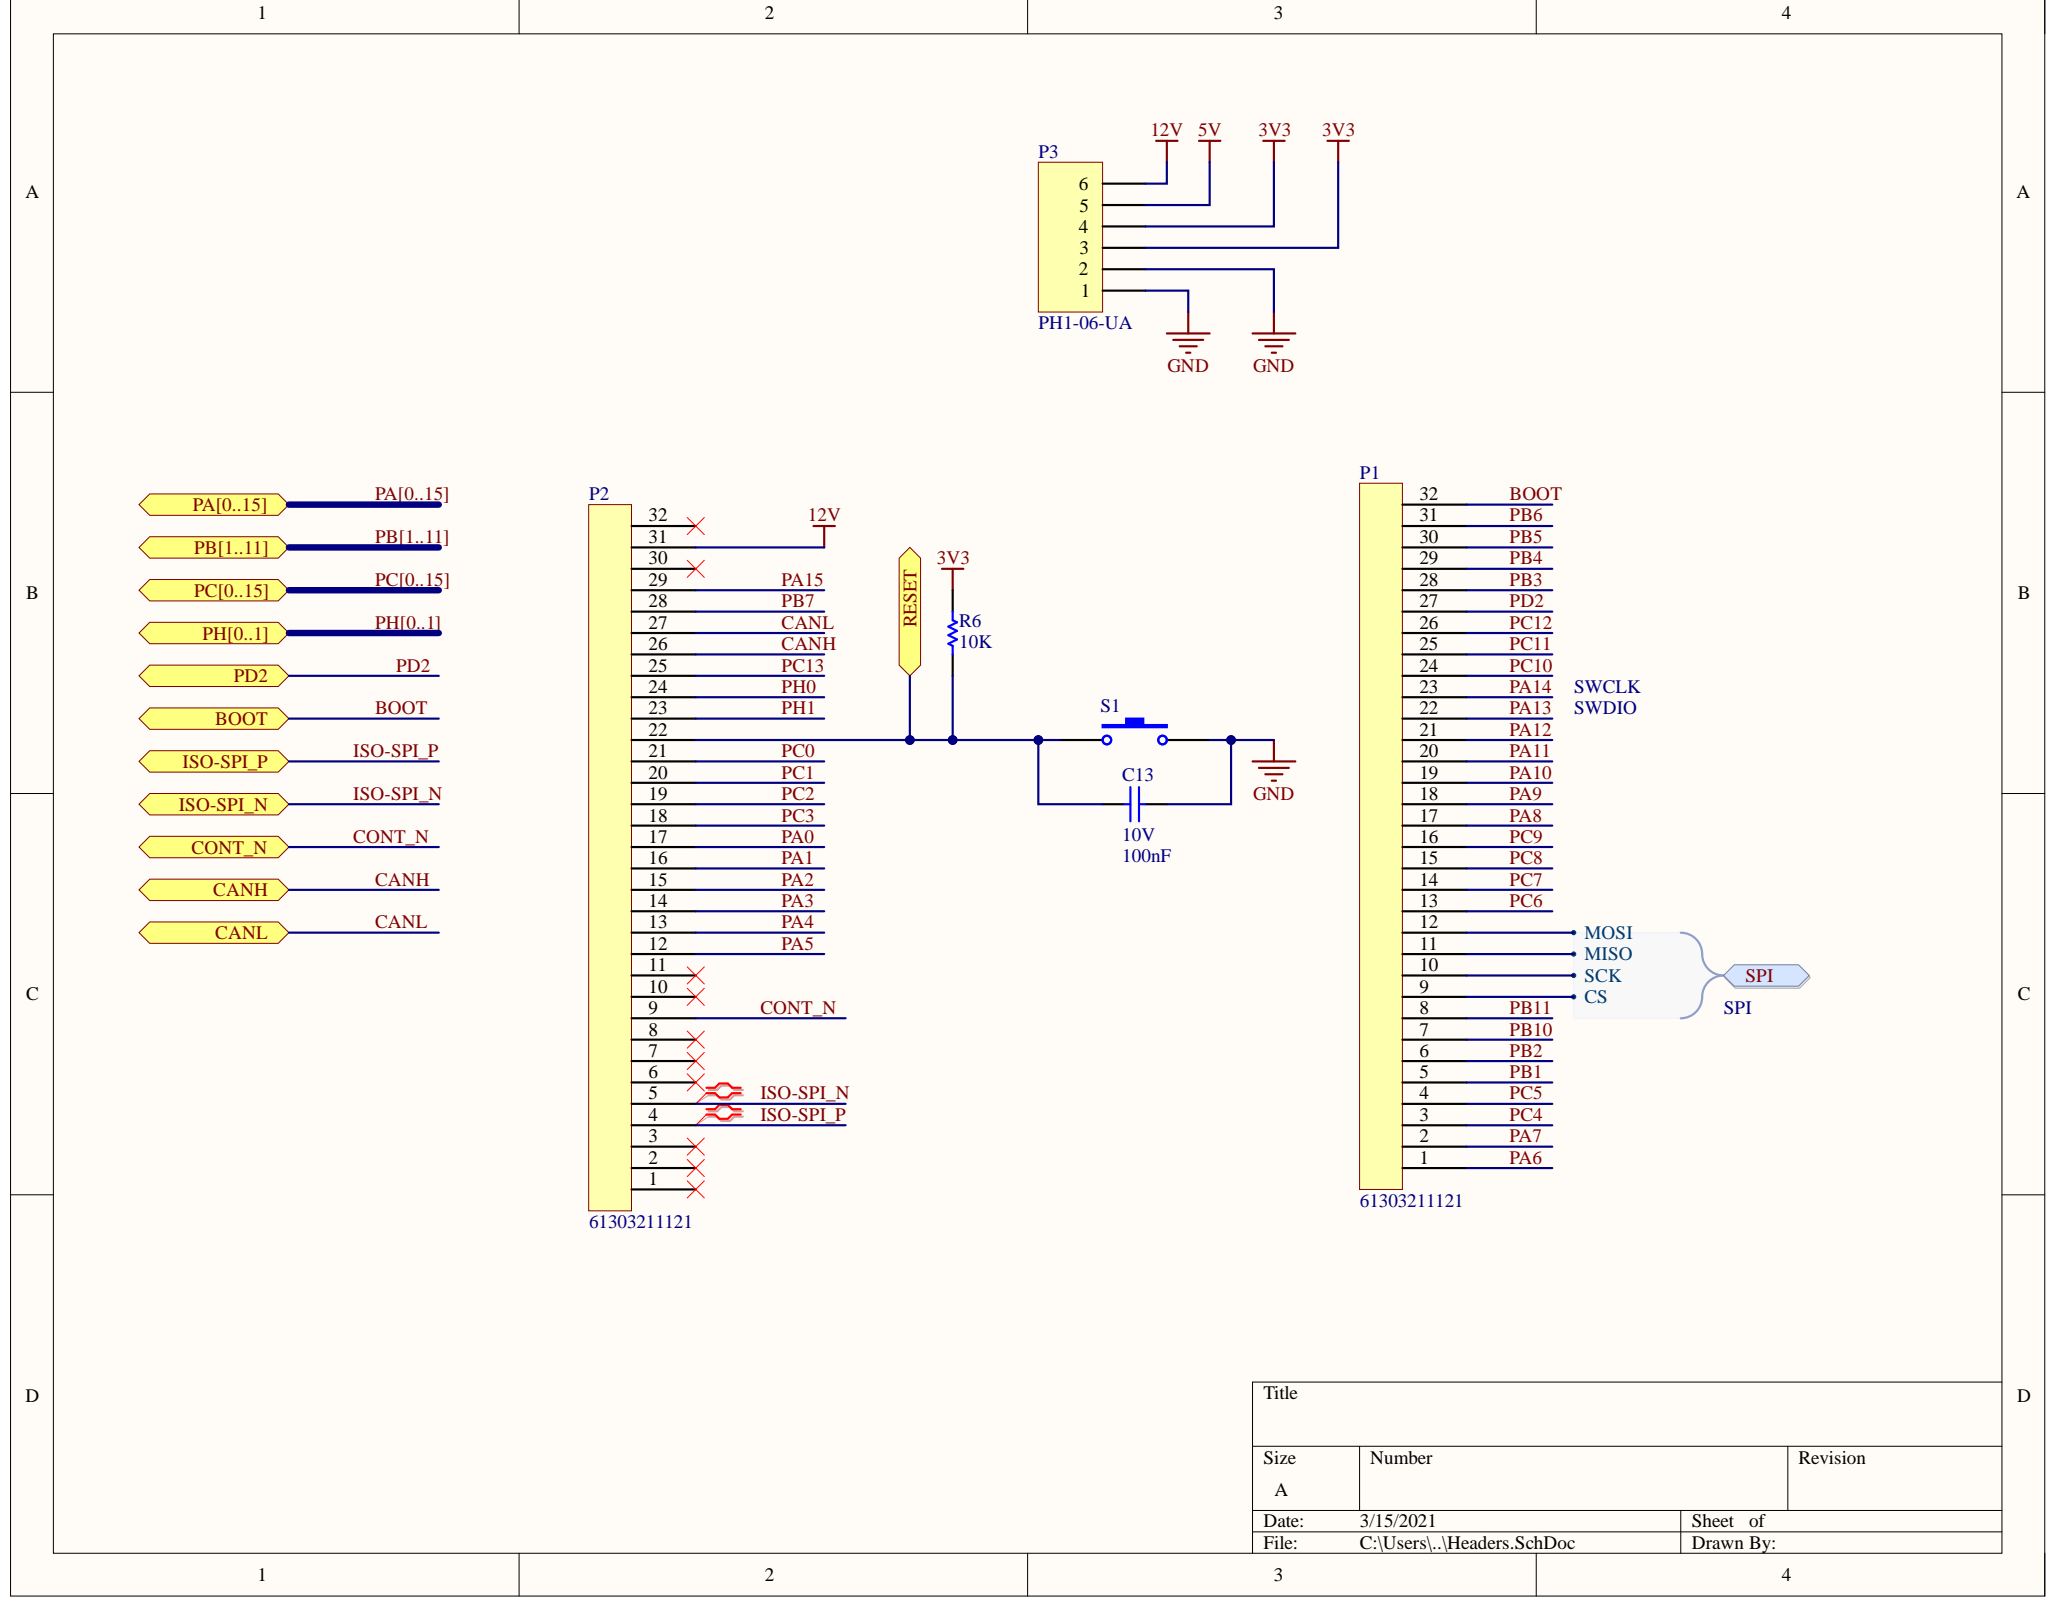 1 2 3 4
A A
B B
C C
D D
12V 5V 3V3 3V3
P3
6
5
4
3
2
1
PH1-06-UA
GND GND
PA[0..15] PA[0..15]
PB[1..11] PB[1..11]
PC[0..15] PC[0..15]
PH[0..1] PH[0..1]
PD2 PD2
BOOT BOOT
ISO-SPI_P ISO-SPI_P
ISO-SPI_N ISO-SPI_N
CONT_N CONT_N
CANH CANH
CANL CANL
P2
32
31 12V
30
29 PA15
28 PB7
27 CANL
26 CANH
25 PC13
24 PH0
23 PH1
22
21 PC0
20 PC1
19 PC2
18 PC3
17 PA0
16 PA1
15 PA2
14 PA3
13 PA4
12 PA5
11
10
9 CONT_N
8
7
6
5 ISO-SPI_N
4 ISO-SPI_P
3
2
1
61303211121
RESET
3V3
R6
10K
S1
C13
10V
100nF
GND
P1
32 BOOT
31 PB6
30 PB5
29 PB4
28 PB3
27 PD2
26 PC12
25 PC11
24 PC10
23 PA14 SWCLK
22 PA13 SWDIO
21 PA12
20 PA11
19 PA10
18 PA9
17 PA8
16 PC9
15 PC8
14 PC7
13 PC6
12 MOSI
11 MISO
10 SCK
9 CS
8 PB11
7 PB10
6 PB2
5 PB1
4 PC5
3 PC4
2 PA7
1 PA6
61303211121
SPI
SPI
Title
Size Number Revision
A
Date: 3/15/2021 Sheet of
File: C:\Users\..\Headers.SchDoc Drawn By:
1 2 3 4